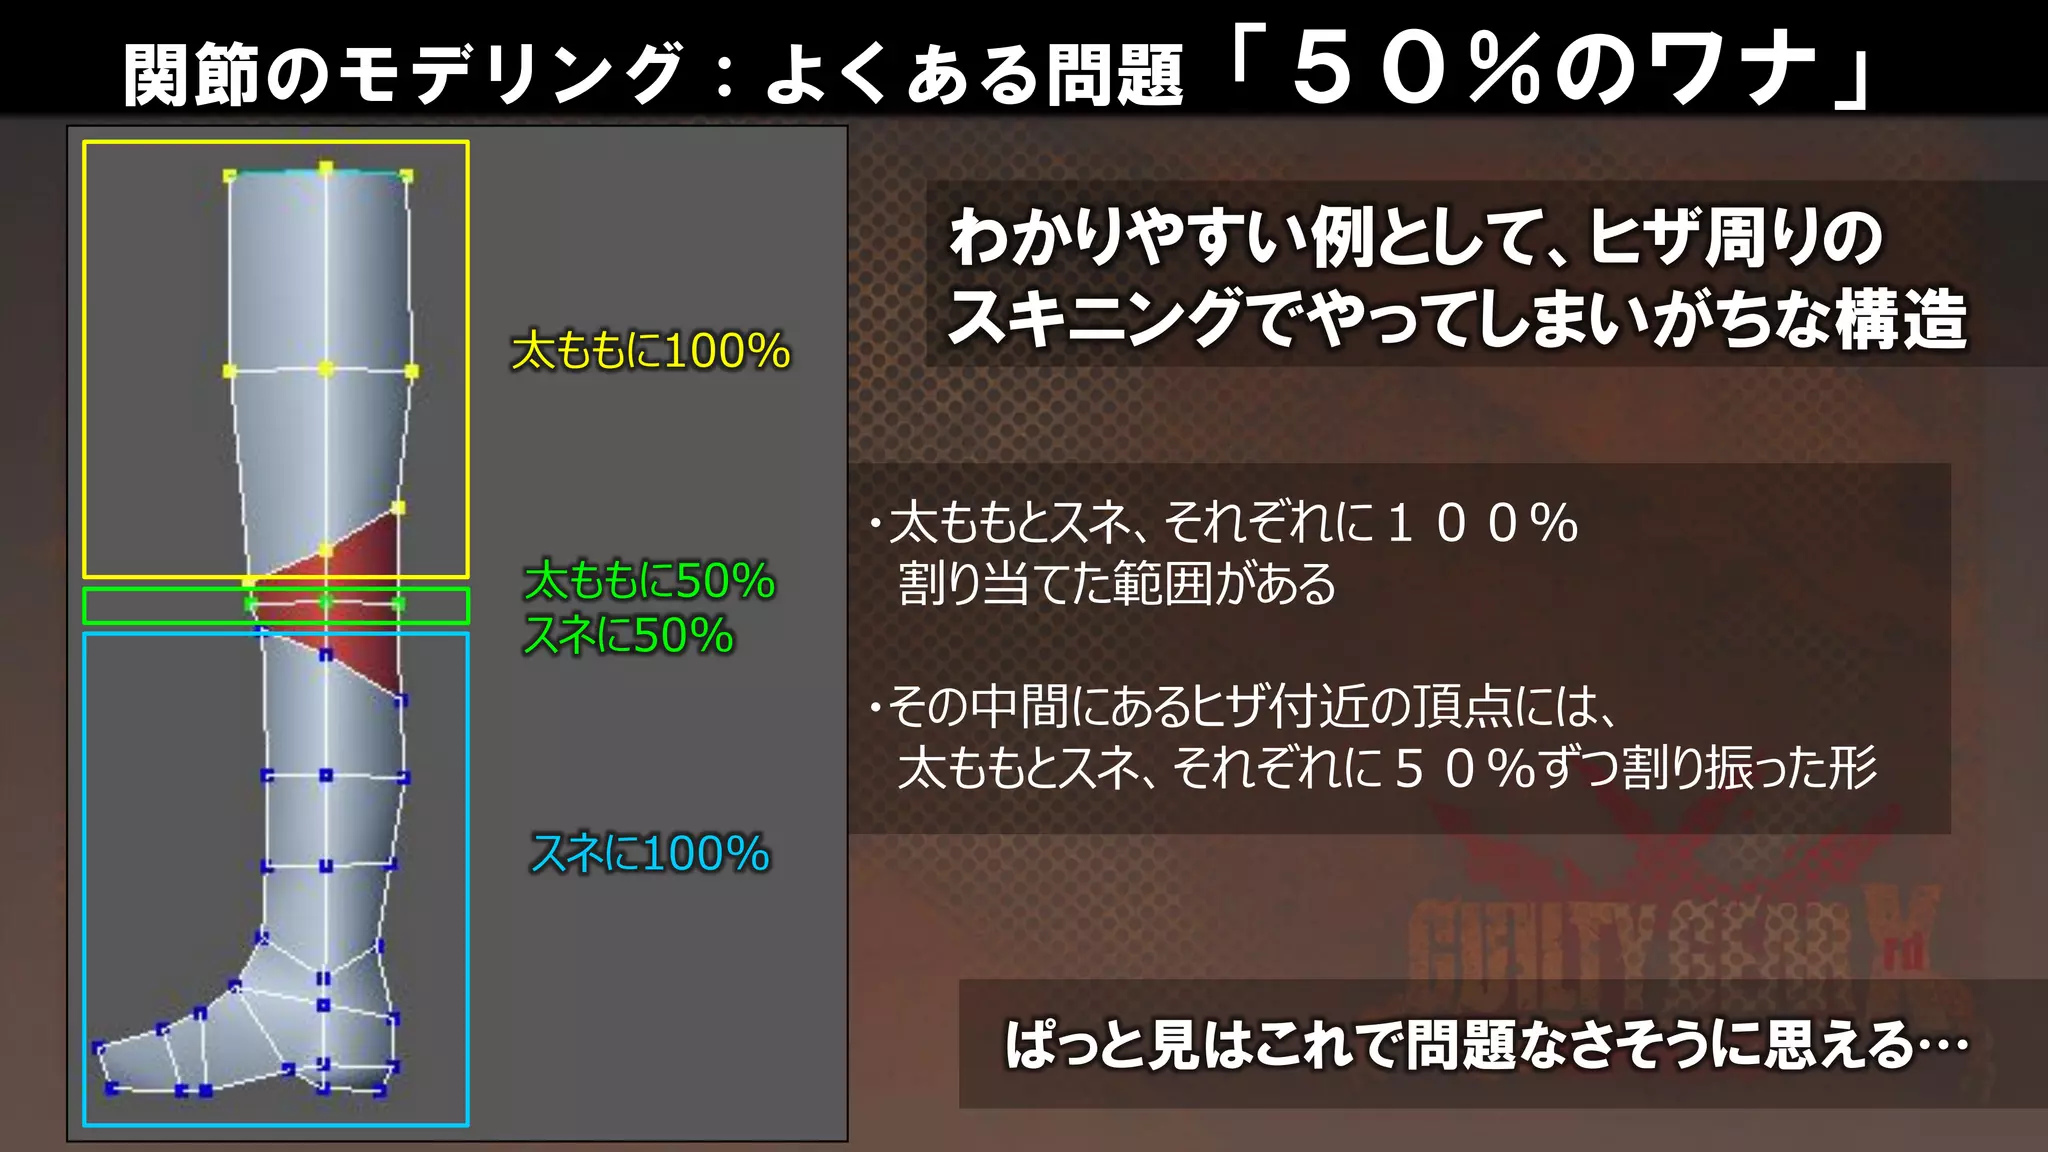 関節のモデリング：よくある問題「５０％のワナ」
太ももに100%
太ももに50%
スネに50%
スネに100%
わかりやすい例として、ヒザ周りの
スキニングでやってしまいがちな構造
・太ももとスネ、それぞれに１００％
割り当てた範囲がある
・その中間にあるヒザ付近の頂点には、
太ももとスネ、それぞれに５０％ずつ割り振った形
GUILTY GEAR Xrd
ぱっと見はこれで問題なさそうに思える…